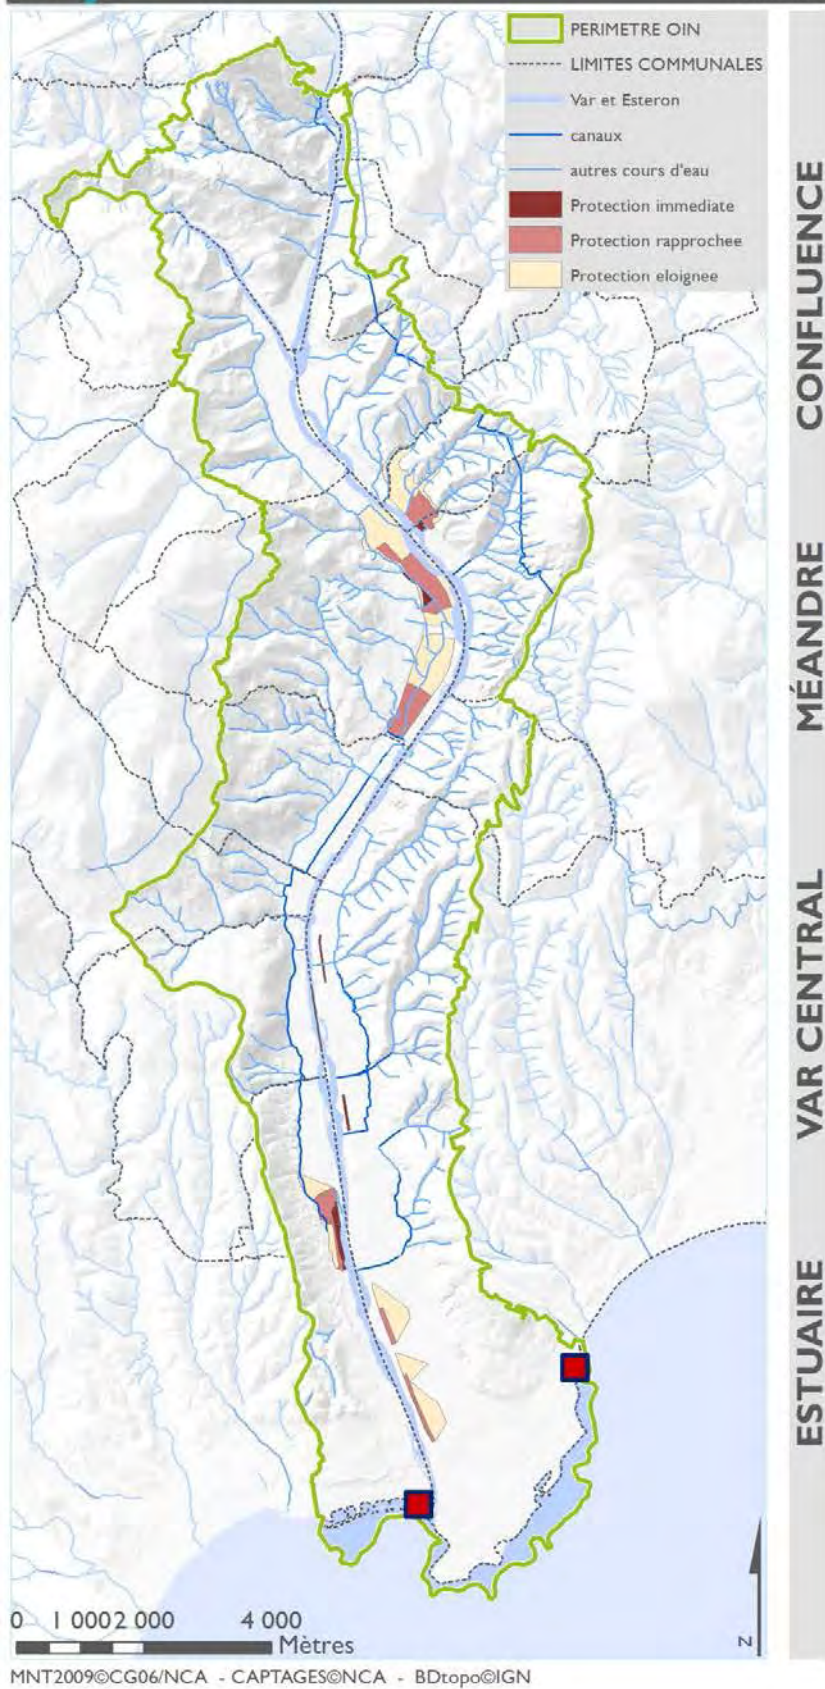 PERIMETRE OIN
LIMITES COMMUNALES
Var et Esteron
canaux
autres cours d'eau
Protection immediate
Protection rapprochee
Protection eloignee
CONFLUENCE
MÉANDRE
VAR CENTRAL
ESTUAIRE
0 1 000 2 000 4 000
Mètres
N
MNT2009©CG06/NCA - CAPTAGES©NCA - BDtopo©IGN